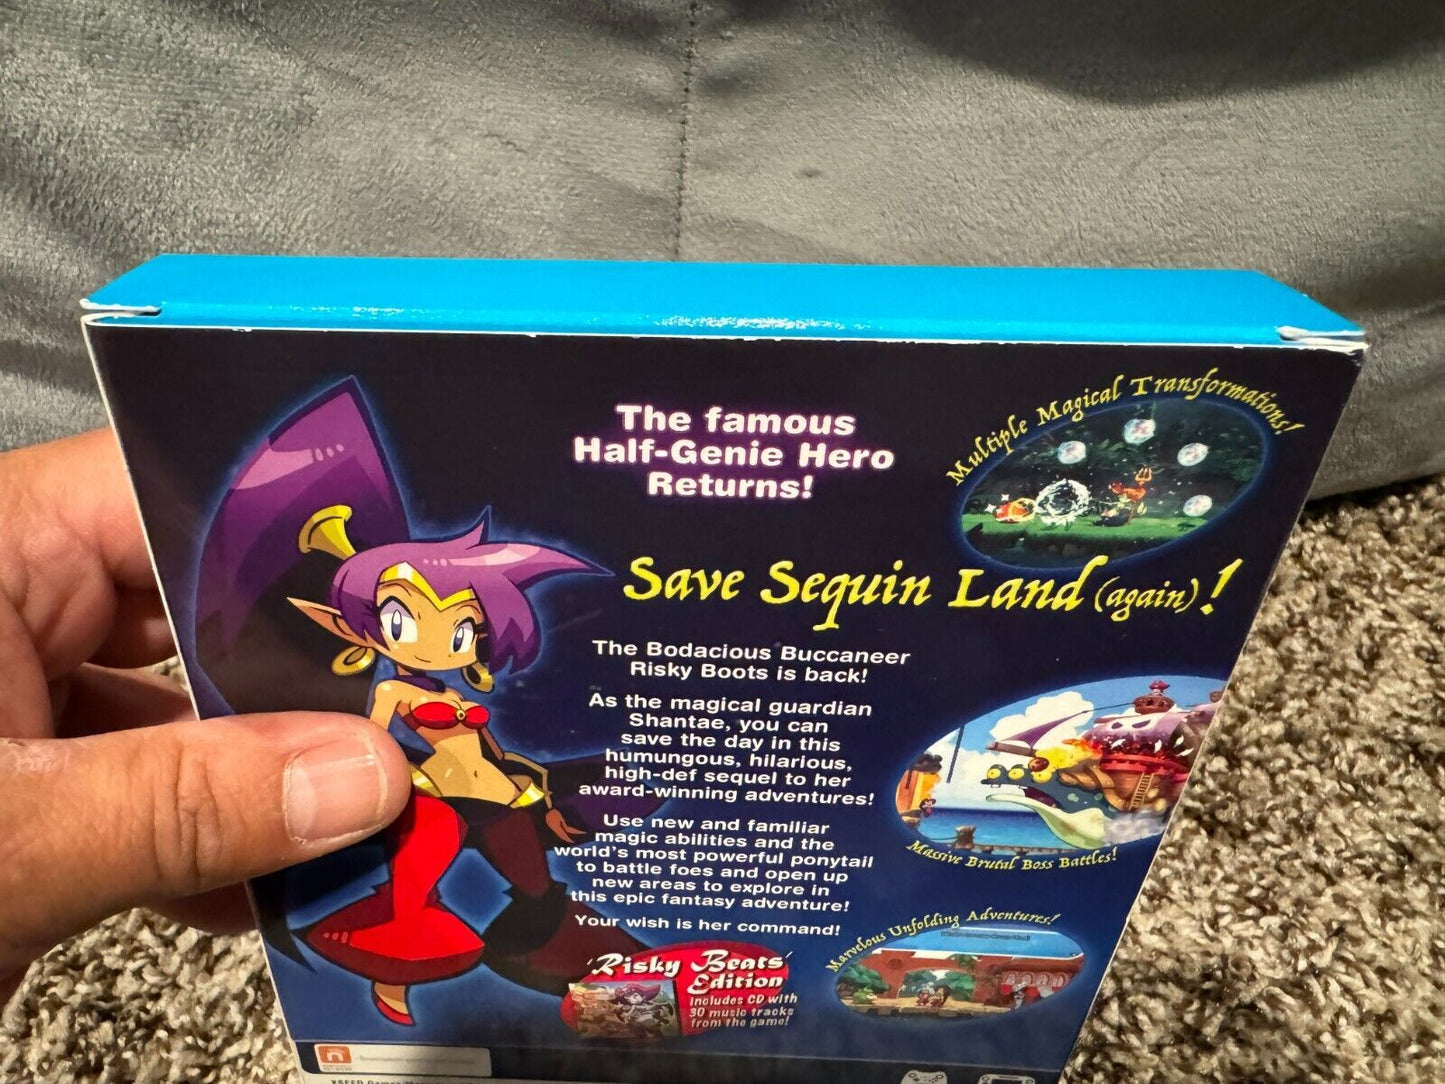 The famous
Half-Genie Hero
Returns!
Multiple Magical Transformations!
Save Sequin Land (again)!
The Bodacious Buccaneer
Risky Boots is back!
As the magical guardian
Shantae, you can
save the day in this
humungous, hilarious,
high-def sequel to her
award-winning adventures!
Massive Brutal Boss Battles!
Use new and familiar
magic abilities and the
world's most powerful ponytail
to battle foes and open up
new areas to explore in
this epic fantasy adventure!
Your wish is her command!
Marvelous Unfolding Adventures!
'Risky Beats'
Edition
Includes CD with
30 music tracks
from the game!
XSEED Games